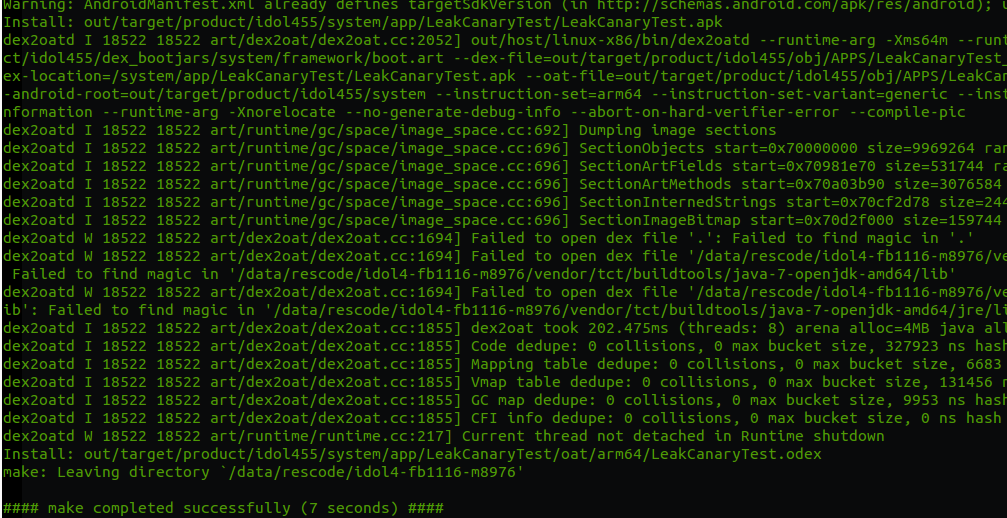 Warning: AndroidManifest.xml already defines targetSdkVersion (in http://schemas.android.com/apk/res/android); u
Install: out/target/product/idol455/system/app/LeakCanaryTest/LeakCanaryTest.apk
dex2oatd I 18522 18522 art/dex2oat/dex2oat.cc:2052] out/host/linux-x86/bin/dex2oatd --runtime-arg -Xms64m --runt
ct/idol455/dex_bootjars/system/framework/boot.art --dex-file=out/target/product/idol455/obj/APPS/LeakCanaryTest_
ex-location=/system/app/LeakCanaryTest/LeakCanaryTest.apk --oat-file=out/target/product/idol455/obj/APPS/LeakCan
-android-root=out/target/product/idol455/system --instruction-set=arm64 --instruction-set-variant=generic --inst
nformation --runtime-arg -Xnorelocate --no-generate-debug-info --abort-on-hard-verifier-error --compile-pic
dex2oatd I 18522 18522 art/runtime/gc/space/image_space.cc:692] Dumping image sections
dex2oatd I 18522 18522 art/runtime/gc/space/image_space.cc:696] SectionObjects start=0x70000000 size=9969264 ran
dex2oatd I 18522 18522 art/runtime/gc/space/image_space.cc:696] SectionArtFields start=0x70981e70 size=531744 ra
dex2oatd I 18522 18522 art/runtime/gc/space/image_space.cc:696] SectionArtMethods start=0x70a03b90 size=3076584
dex2oatd I 18522 18522 art/runtime/gc/space/image_space.cc:696] SectionInternedStrings start=0x70cf2d78 size=244
dex2oatd I 18522 18522 art/runtime/gc/space/image_space.cc:696] SectionImageBitmap start=0x70d2f000 size=159744
dex2oatd W 18522 18522 art/dex2oat/dex2oat.cc:1694] Failed to open dex file '.': Failed to find magic in '.'
dex2oatd W 18522 18522 art/dex2oat/dex2oat.cc:1694] Failed to open dex file '/data/rescode/idol4-fb1116-m8976/ve
 Failed to find magic in '/data/rescode/idol4-fb1116-m8976/vendor/tct/buildtools/java-7-openjdk-amd64/lib'
dex2oatd W 18522 18522 art/dex2oat/dex2oat.cc:1694] Failed to open dex file '/data/rescode/idol4-fb1116-m8976/ve
ib': Failed to find magic in '/data/rescode/idol4-fb1116-m8976/vendor/tct/buildtools/java-7-openjdk-amd64/jre/li
dex2oatd I 18522 18522 art/dex2oat/dex2oat.cc:1855] dex2oat took 202.475ms (threads: 8) arena alloc=4MB java all
dex2oatd I 18522 18522 art/dex2oat/dex2oat.cc:1855] Code dedupe: 0 collisions, 0 max bucket size, 327923 ns hash
dex2oatd I 18522 18522 art/dex2oat/dex2oat.cc:1855] Mapping table dedupe: 0 collisions, 0 max bucket size, 6683
dex2oatd I 18522 18522 art/dex2oat/dex2oat.cc:1855] Vmap table dedupe: 0 collisions, 0 max bucket size, 131456 n
dex2oatd I 18522 18522 art/dex2oat/dex2oat.cc:1855] GC map dedupe: 0 collisions, 0 max bucket size, 9953 ns hash
dex2oatd I 18522 18522 art/dex2oat/dex2oat.cc:1855] CFI info dedupe: 0 collisions, 0 max bucket size, 0 ns hash
dex2oatd W 18522 18522 art/runtime/runtime.cc:217] Current thread not detached in Runtime shutdown
Install: out/target/product/idol455/system/app/LeakCanaryTest/oat/arm64/LeakCanaryTest.odex
make: Leaving directory `/data/rescode/idol4-fb1116-m8976'
#### make completed successfully (7 seconds) ####